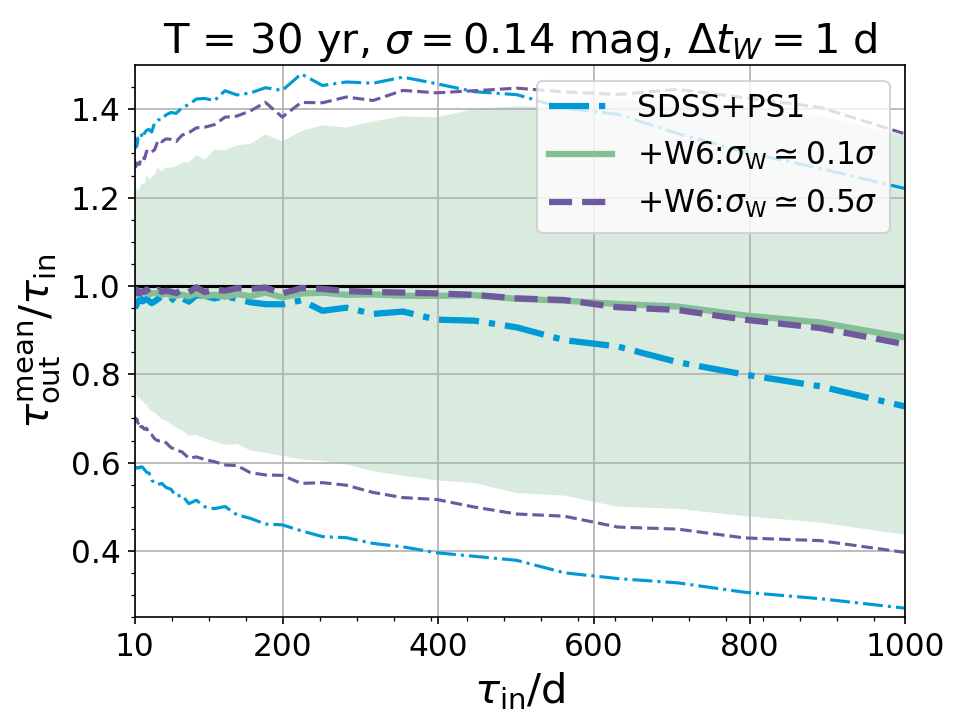 T = 30 yr, σ = 0.14 mag, Δt_W = 1 d
SDSS+PS1
+W6:σ_W ≃ 0.1σ
+W6:σ_W ≃ 0.5σ
τ_out^mean/τ_in
1.4
1.2
1.0
0.8
0.6
0.4
10 200 400 600 800 1000
τ_in/d